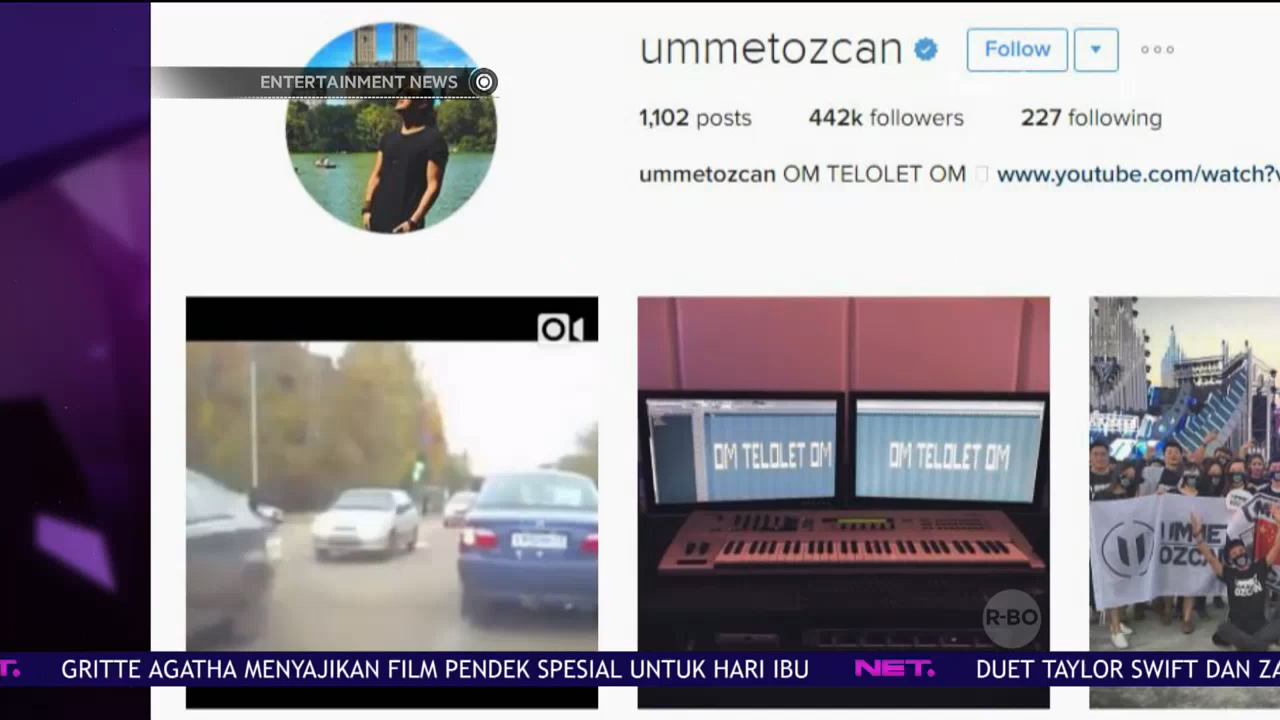 ummetozcan Follow
ENTERTAINMENT NEWS
1,102 posts 442k followers 227 following
ummetozcan OM TELOLET OM www.youtube.com/watch?v
OM TELOLET OM OM TELOLET OM
UMMET
OZCAN
OZCAN
R-BO
T. GRITTE AGATHA MENYAJIKAN FILM PENDEK SPESIAL UNTUK HARI IBU NET. DUET TAYLOR SWIFT DAN ZA